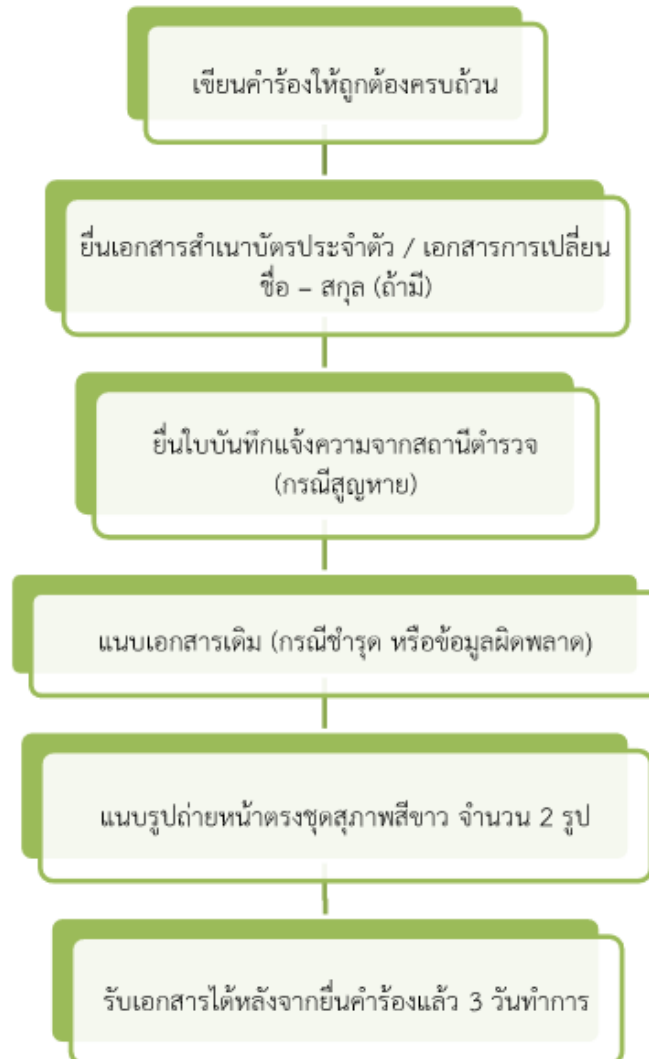 เขียนคำร้องให้ถูกต้องครบถ้วน
ยื่นเอกสารสำเนาบัตรประจำตัว / เอกสารการเปลี่ยน
ชื่อ – สกุล (ถ้ามี)
ยื่นใบบันทึกแจ้งความจากสถานีตำรวจ
(กรณีสูญหาย)
แนบเอกสารเดิม (กรณีชำรุด หรือข้อมูลผิดพลาด)
แนบรูปถ่ายหน้าตรงชุดสุภาพสีขาว จำนวน 2 รูป
รับเอกสารได้หลังจากยื่นคำร้องแล้ว 3 วันทำการ